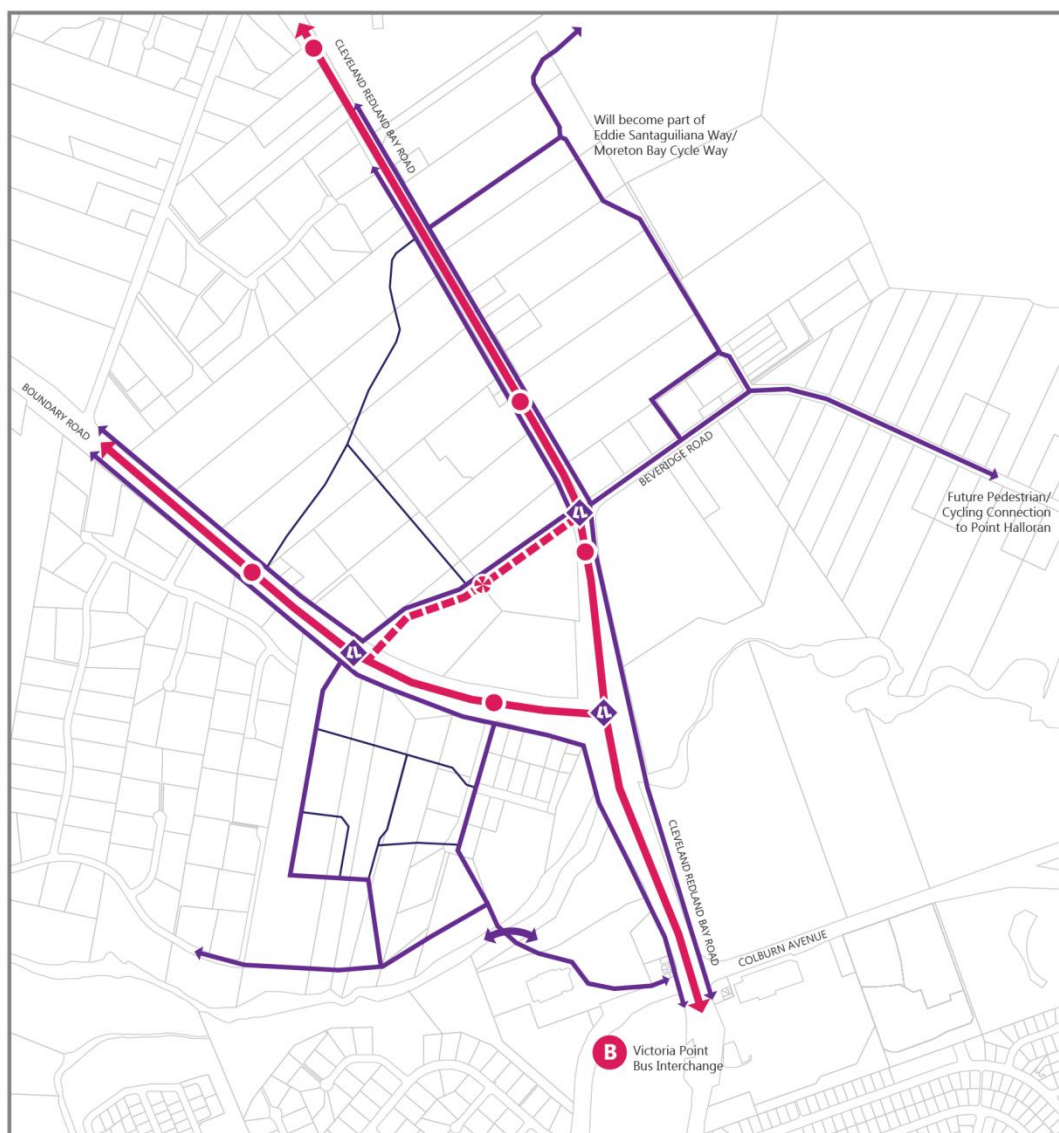 CLEVELAND REDLAND BAY ROAD
Will become part of
Eddie Santaguiliana Way/
Moreton Bay Cycle Way
BOUNDARY ROAD
BEVERIDGE ROAD
Future Pedestrian/
Cycling Connection
to Point Halloran
CLEVELAND REDLAND BAY ROAD
COLBURN AVENUE
B
Victoria Point
Bus Interchange